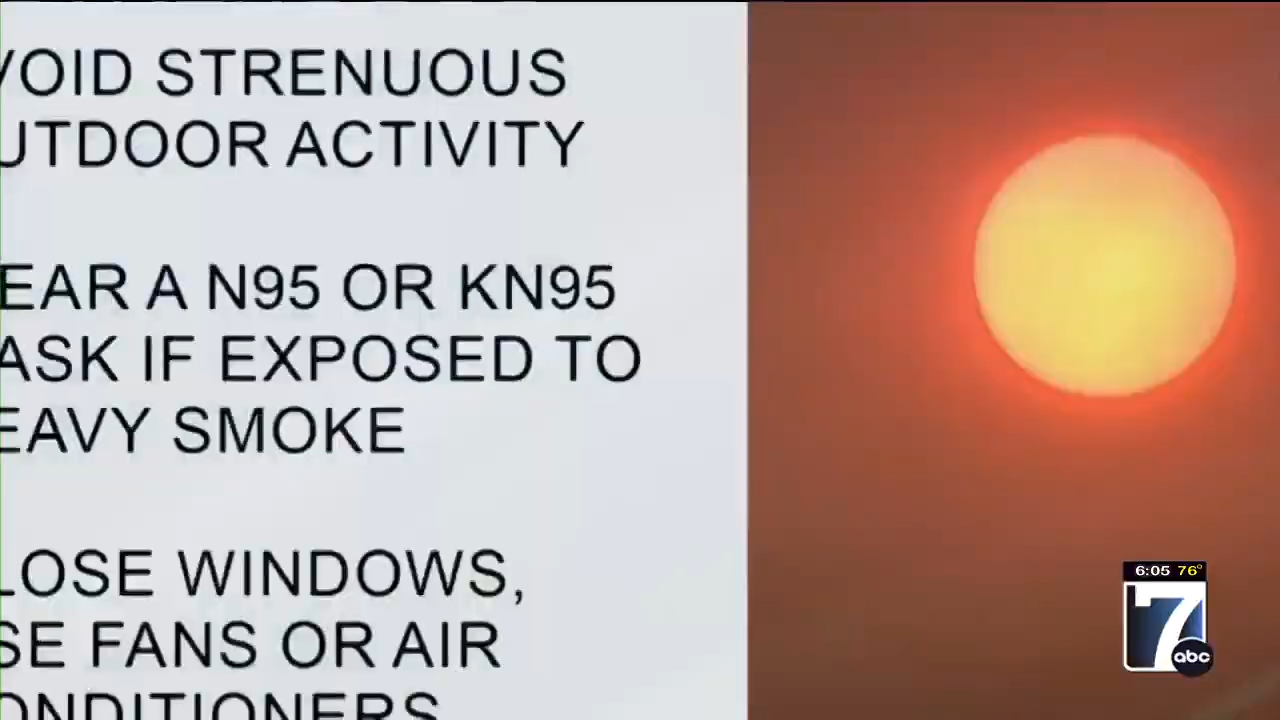 VOID STRENUOUS
UTDOOR ACTIVITY
EAR A N95 OR KN95
ASK IF EXPOSED TO
EAVY SMOKE
LOSE WINDOWS,
SE FANS OR AIR
ONDITIONERS
6:05 76°
7
abc